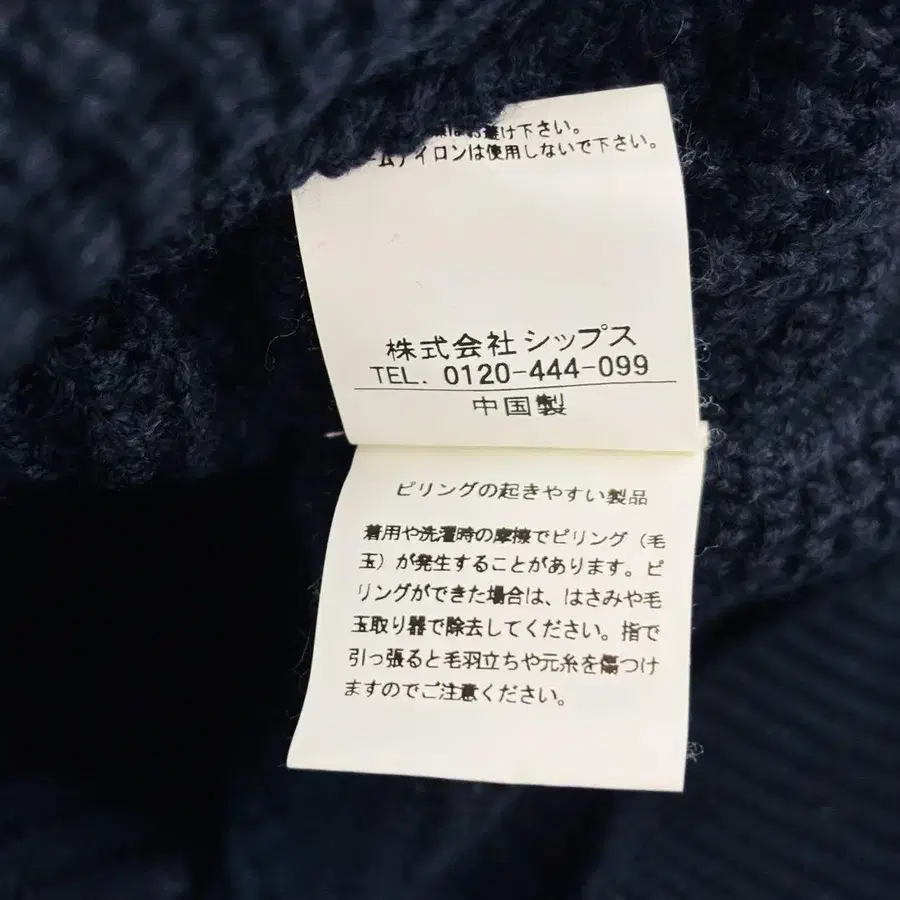 お避け下さい。
ームアイロンは使用しないで下さい。
株式会社シップス
TEL. 0120-444-099
中国製
ピリングの起きやすい製品
着用や洗濯時の摩擦でピリング（毛
玉）が発生することがあります。ピ
リングができた場合は、はさみや毛
玉取り器で除去してください。指で
引っ張ると毛羽立ちや元糸を傷つけ
ますのでご注意ください。